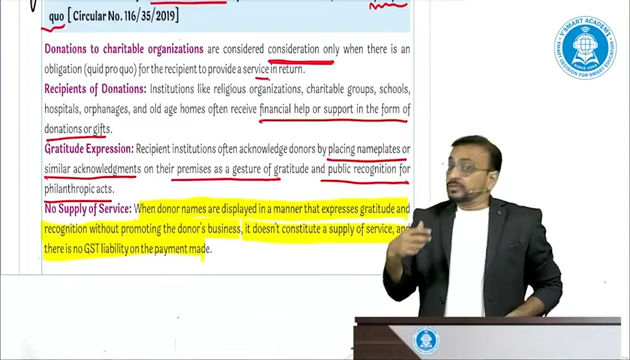 V'SMART ACADEMY
quo [ Circular No. 116/35/2019]
Donations to charitable organizations are considered consideration only when there is an
obligation (quid pro quo) for the recipient to provide a service in return.
Recipients of Donations: Institutions like religious organizations, charitable groups, schools,
hospitals, orphanages, and old age homes often receive financial help or support in the form of
donations or gifts.
Gratitude Expression: Recipient institutions often acknowledge donors by placing nameplates or
similar acknowledgments on their premises as a gesture of gratitude and public recognition for
philanthropic acts.
No Supply of Service: When donor names are displayed in a manner that expresses gratitude and
recognition without promoting the donor's business, it doesn't constitute a supply of service, and
there is no GST liability on the payment made.